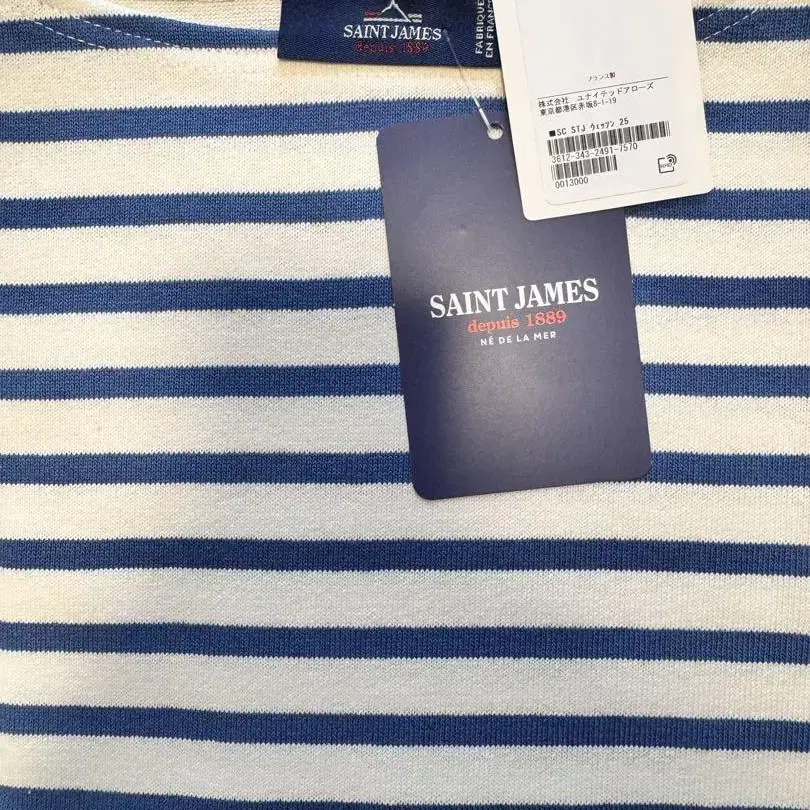 SAINT JAMES
depuis 1889
FABRIQUÉ
EN FRANCE
フランス製
株式会社 ユナイテッドアローズ
東京都港区赤坂8-1-19
■SC STJ ウェッソン 25
3612-343-2491-7570
0013000
SAINT JAMES
depuis 1889
NÉ DE LA MER